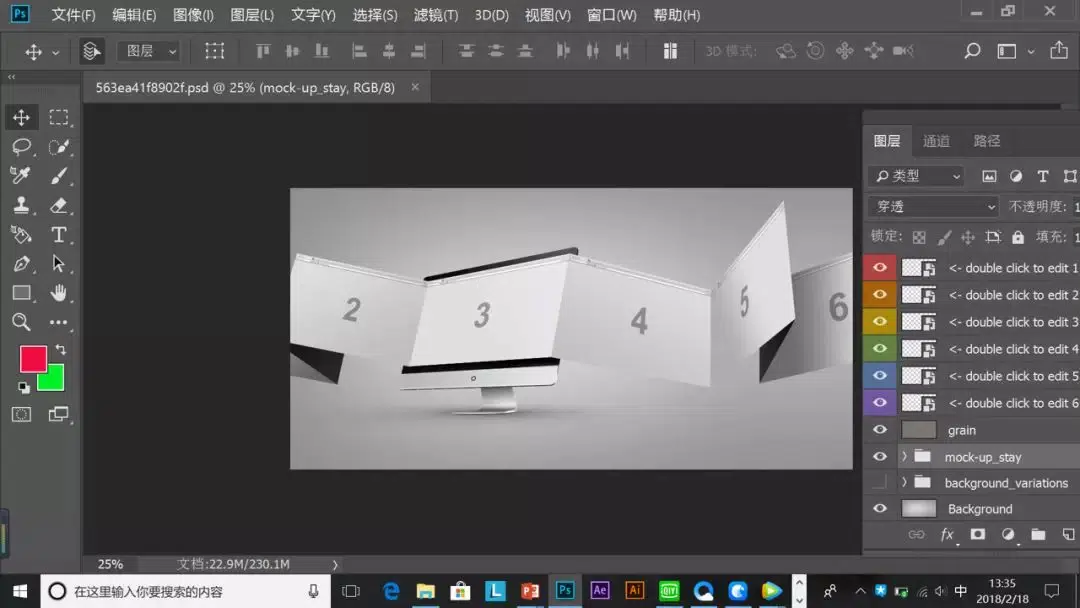 Ps 文件(F) 编辑(E) 图像(I) 图层(L) 文字(Y) 选择(S) 滤镜(T) 3D(D) 视图(V) 窗口(W) 帮助(H)
图层 3D 模式:
563ea41f8902f.psd @ 25% (mock-up_stay, RGB/8) ×
图层 通道 路径
类型
穿透 不透明度: 1
锁定: 填充: 1
<- double click to edit 1
<- double click to edit 2
<- double click to edit 3
<- double click to edit 4
<- double click to edit 5
<- double click to edit 6
grain
mock-up_stay
background_variations
Background
fx
2 3 4 5 6
25% 文档:22.9M/230.1M
在这里输入你要搜索的内容
L Ps Ae Ai QIY
中 13:35
2018/2/18